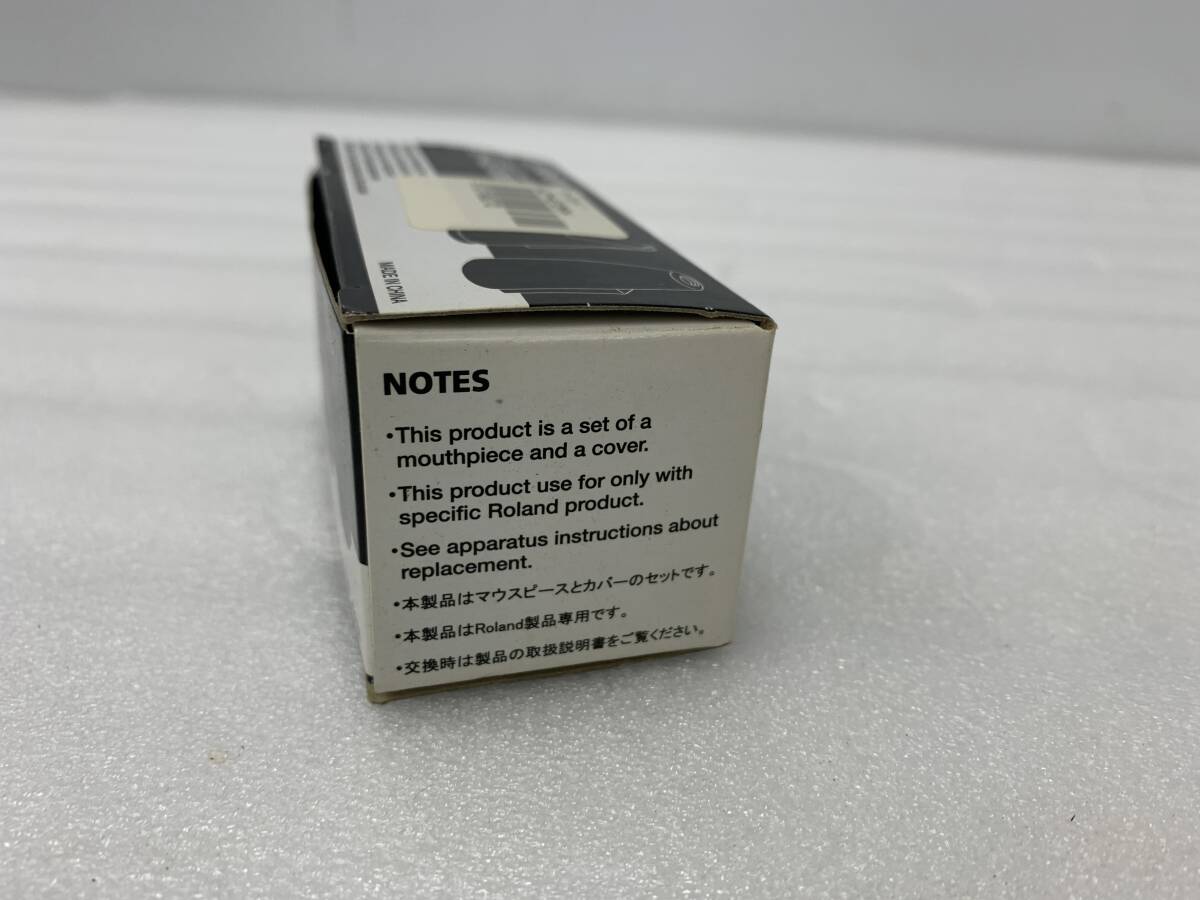 MADE IN CHINA
NOTES
•This product is a set of a
mouthpiece and a cover.
•This product use for only with
specific Roland product.
•See apparatus instructions about
replacement.
•本製品はマウスピースとカバーのセットです。
•本製品はRoland製品専用です。
•交換時は製品の取扱説明書をご覧ください。